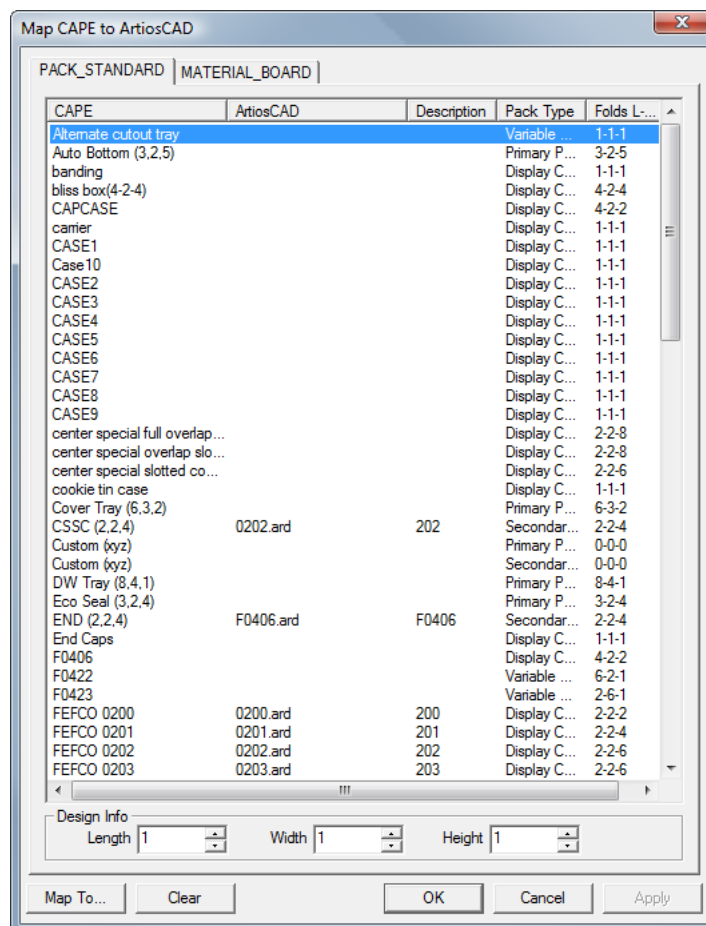 Map CAPE to ArtiosCAD
PACK_STANDARD MATERIAL_BOARD
CAPE ArtiosCAD Description Pack Type Folds L-...
Alternate cutout tray Variable ... 1-1-1
Auto Bottom (3,2,5) Primary P... 3-2-5
banding Display C... 1-1-1
bliss box(4-2-4) Display C... 4-2-4
CAPCASE Display C... 4-2-2
carrier Display C... 1-1-1
CASE1 Display C... 1-1-1
Case10 Display C... 1-1-1
CASE2 Display C... 1-1-1
CASE3 Display C... 1-1-1
CASE4 Display C... 1-1-1
CASE5 Display C... 1-1-1
CASE6 Display C... 1-1-1
CASE7 Display C... 1-1-1
CASE8 Display C... 1-1-1
CASE9 Display C... 1-1-1
center special full overlap... Display C... 2-2-8
center special overlap slo... Display C... 2-2-8
center special slotted co... Display C... 2-2-6
cookie tin case Display C... 1-1-1
Cover Tray (6,3,2) Primary P... 6-3-2
CSSC (2,2,4) 0202.ard 202 Secondar... 2-2-4
Custom (xyz) Primary P... 0-0-0
Custom (xyz) Secondar... 0-0-0
DW Tray (8,4,1) Primary P... 8-4-1
Eco Seal (3,2,4) Primary P... 3-2-4
END (2,2,4) F0406.ard F0406 Secondar... 2-2-4
End Caps Display C... 1-1-1
F0406 Display C... 4-2-2
F0422 Variable ... 6-2-1
F0423 Variable ... 2-6-1
FEFCO 0200 0200.ard 200 Display C... 2-2-2
FEFCO 0201 0201.ard 201 Display C... 2-2-4
FEFCO 0202 0202.ard 202 Display C... 2-2-6
FEFCO 0203 0203.ard 203 Display C... 2-2-6
Design Info
Length 1 Width 1 Height 1
Map To... Clear OK Cancel Apply